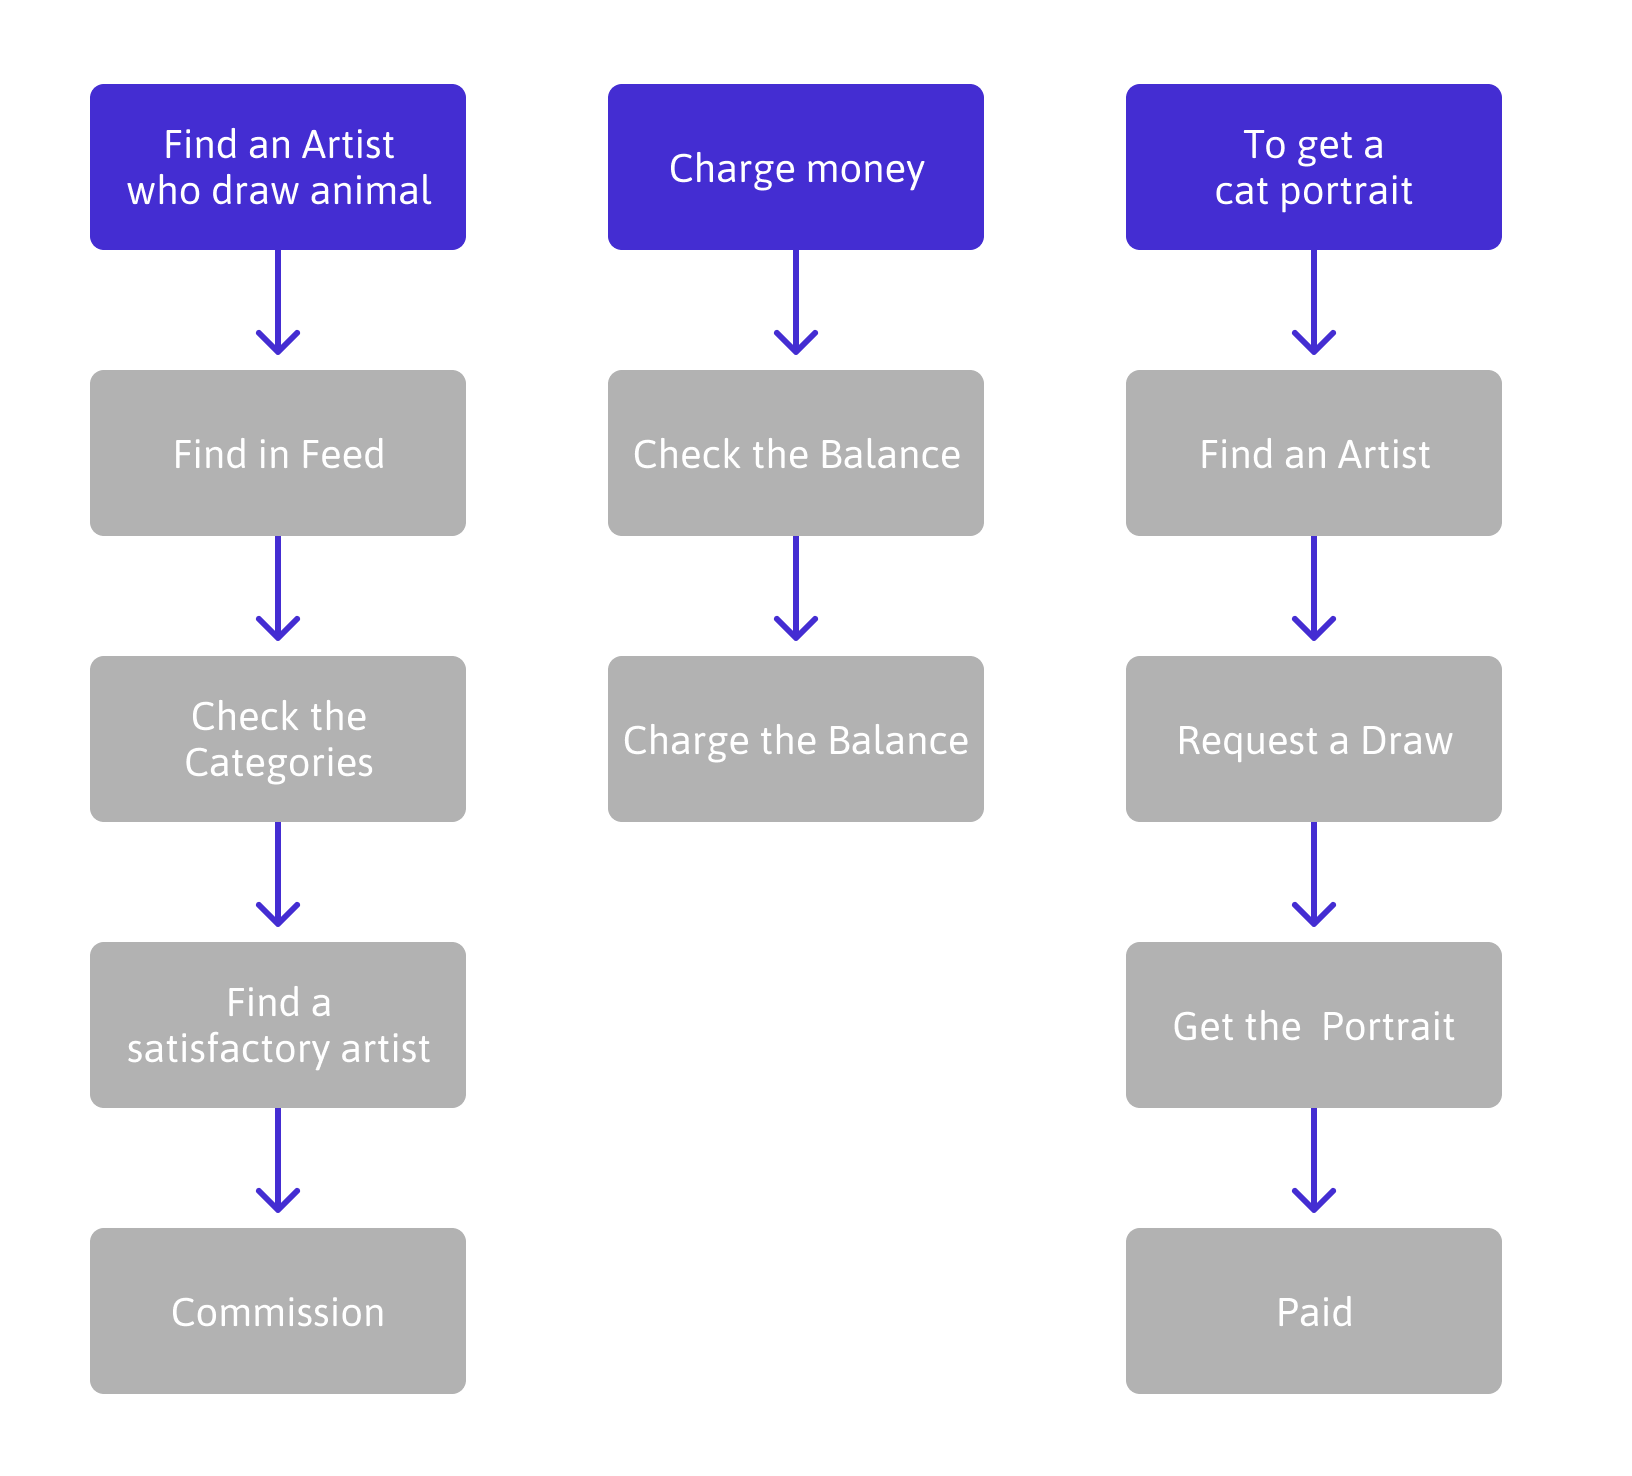 Find an Artist
who draw animal
Find in Feed
Check the
Categories
Find a
satisfactory artist
Commission
Charge money
Check the Balance
Charge the Balance
To get a
cat portrait
Find an Artist
Request a Draw
Get the  Portrait
Paid